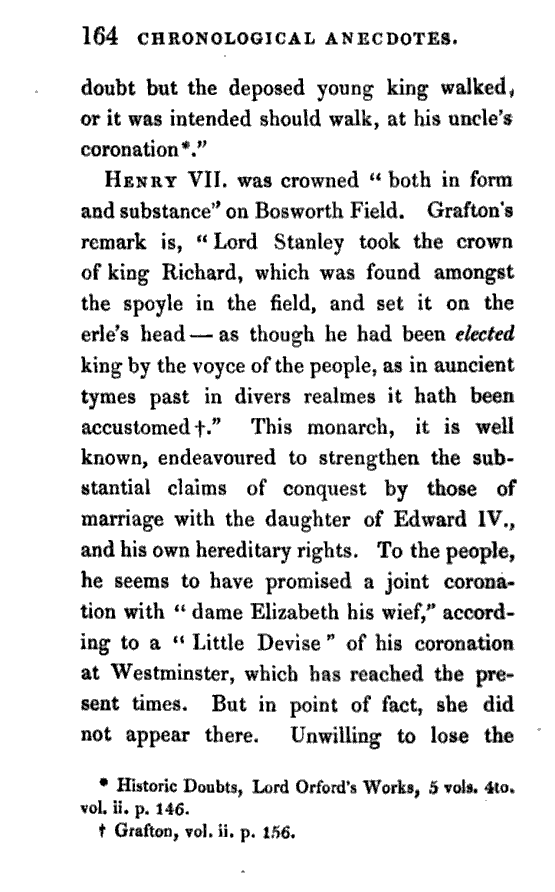 164 CHRONOLOGICAL ANECDOTES.
doubt but the deposed young king walked,
or it was intended should walk, at his uncle's
coronation*."
HENRY VII. was crowned “ both in form
and substance” on Bosworth Field. Grafton's
remark is, “ Lord Stanley took the crown
of king Richard, which was found amongst
the spoyle in the field, and set it on the
erle's head — as though he had been elected
king by the voyce of the people, as in auncient
tymes past in divers realmes it hath been
accustomed †.” This monarch, it is well
known, endeavoured to strengthen the sub-
stantial claims of conquest by those of
marriage with the daughter of Edward IV.,
and his own hereditary rights. To the people,
he seems to have promised a joint corona-
tion with “ dame Elizabeth his wief,” accord-
ing to a “ Little Devise ” of his coronation
at Westminster, which has reached the pre-
sent times. But in point of fact, she did
not appear there. Unwilling to lose the
* Historic Doubts, Lord Orford's Works, 5 vols. 4to.
vol. ii. p. 146.
† Grafton, vol. ii. p. 156.